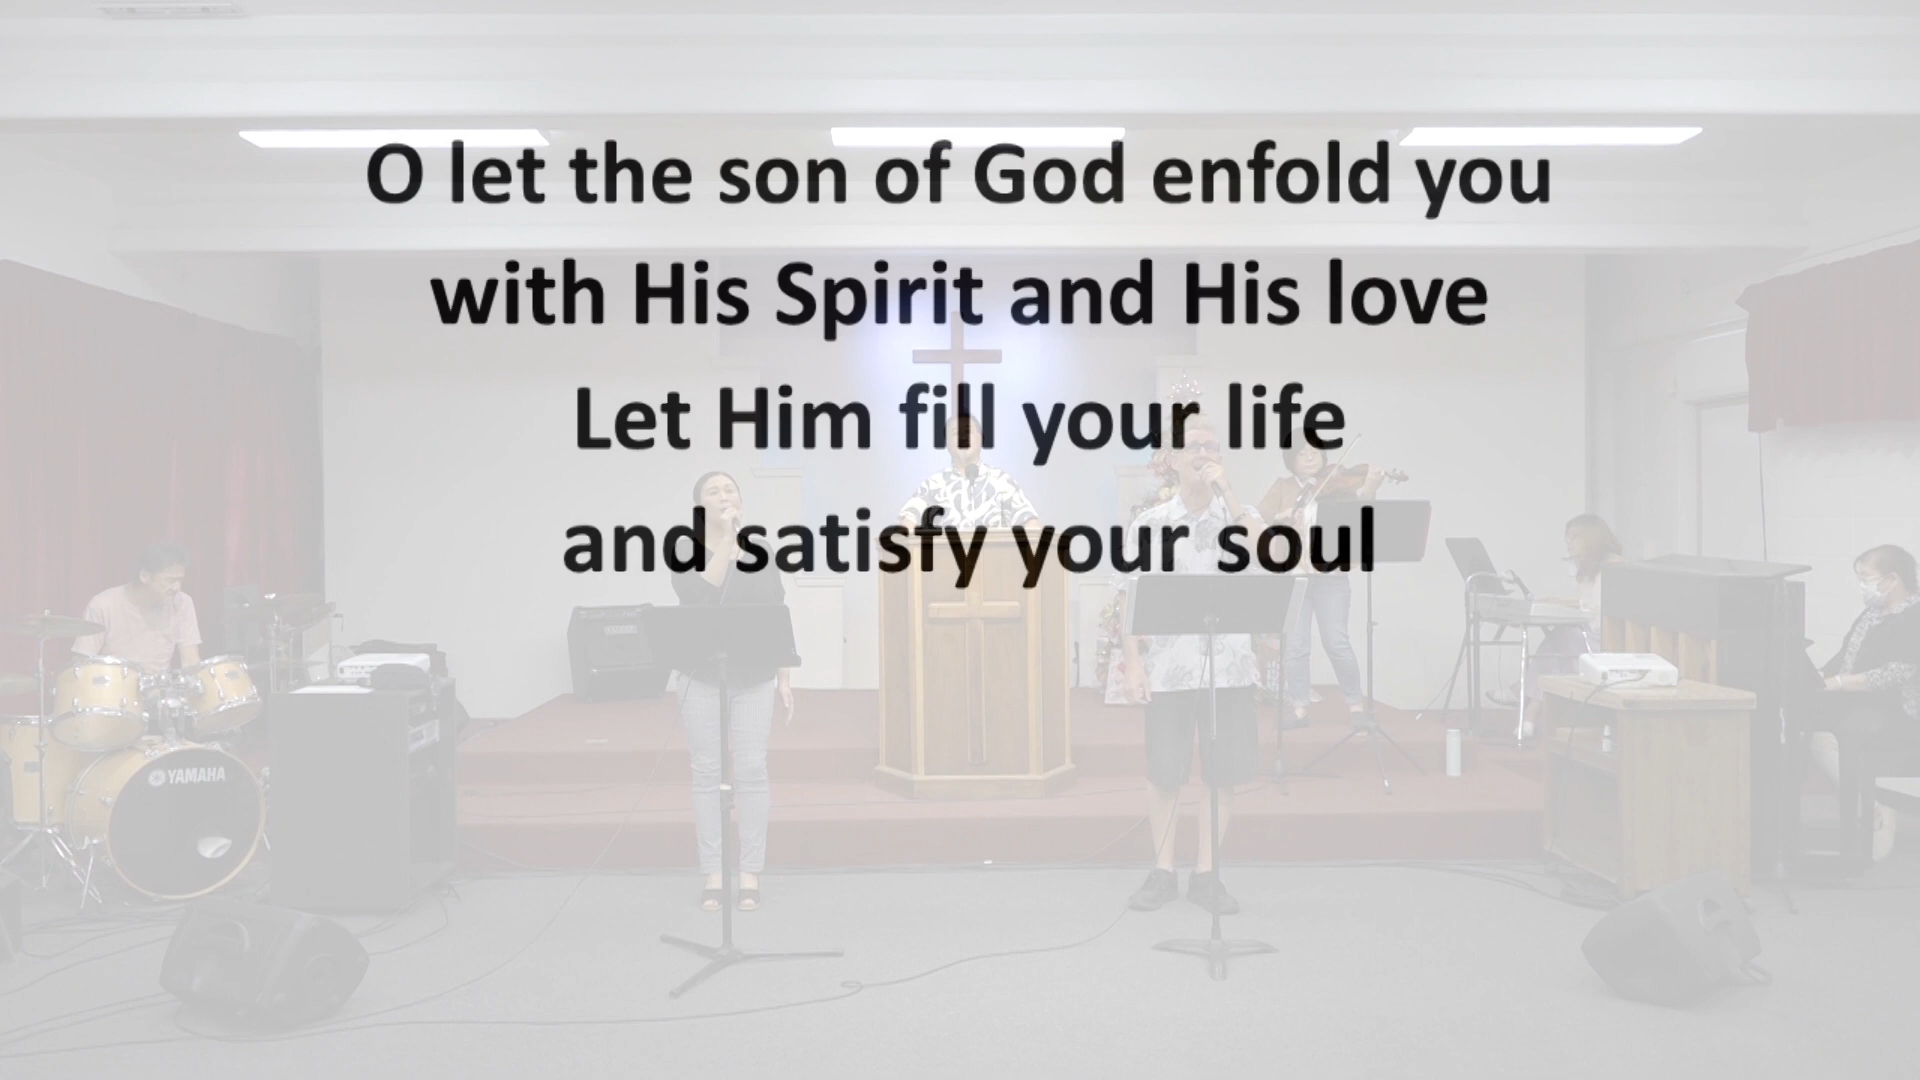 O let the son of God enfold you
with His Spirit and His love
Let Him fill your life
and satisfy your soul
YAMAHA